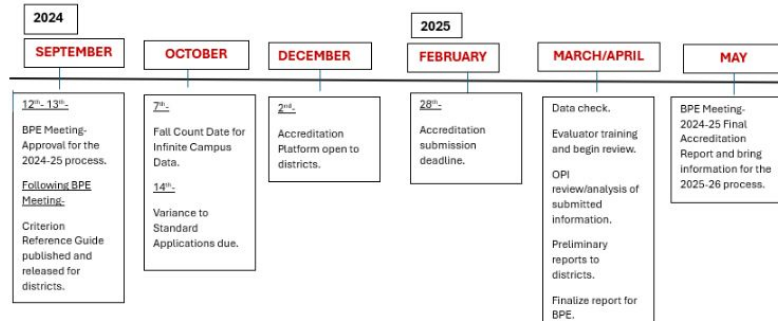 2024
SEPTEMBER
12th- 13th-
BPE Meeting-
Approval for the
2024-25 process.
Following BPE
Meeting-
Criterion
Reference Guide
published and
released for
districts.
OCTOBER
7th-
Fall Count Date for
Infinite Campus
Data.
14th-
Variance to
Standard
Applications due.
DECEMBER
2nd-
Accreditation
Platform open to
districts.
2025
FEBRUARY
28th-
Accreditation
submission
deadline.
MARCH/APRIL
Data check.
Evaluator training
and begin review.
OPI
review/analysis of
submitted
information.
Preliminary
reports to
districts.
Finalize report for
BPE.
MAY
BPE Meeting-
2024-25 Final
Accreditation
Report and bring
information for the
2025-26 process.